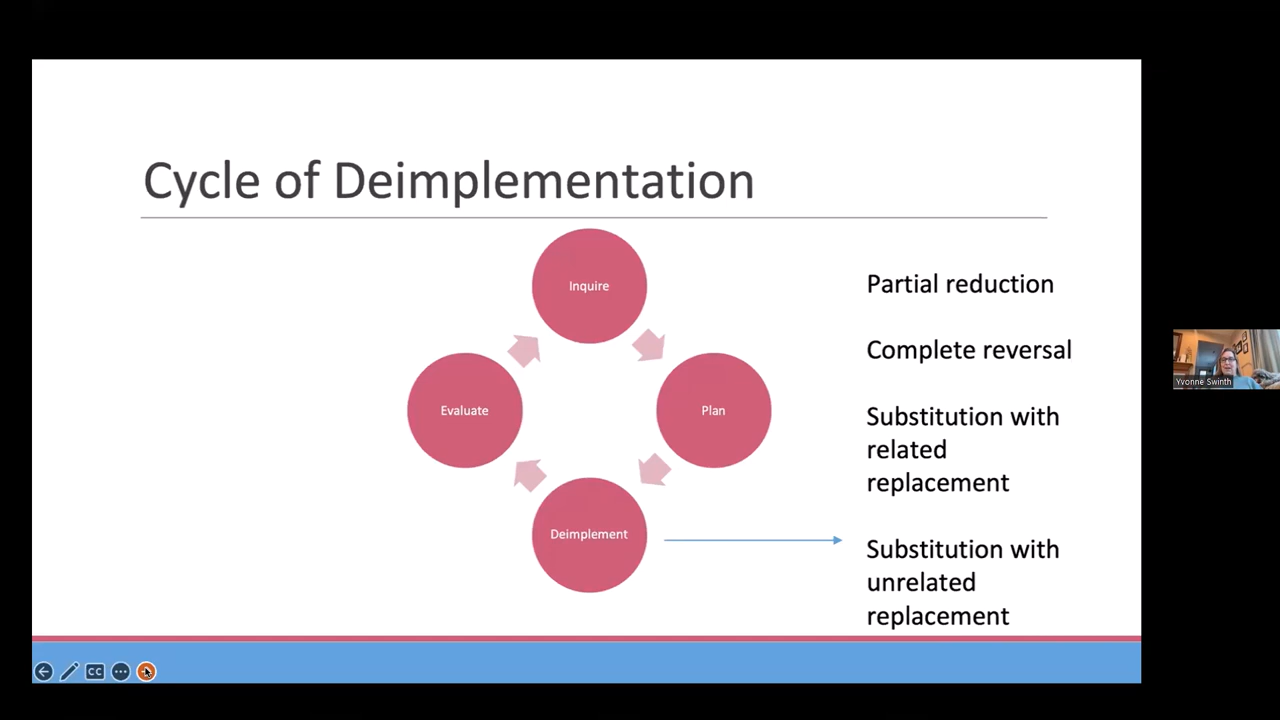 Cycle of Deimplementation
Inquire
Plan
Deimplement
Evaluate
Partial reduction
Complete reversal
Substitution with
related
replacement
Substitution with
unrelated
replacement
Yvonne Swinth
CC